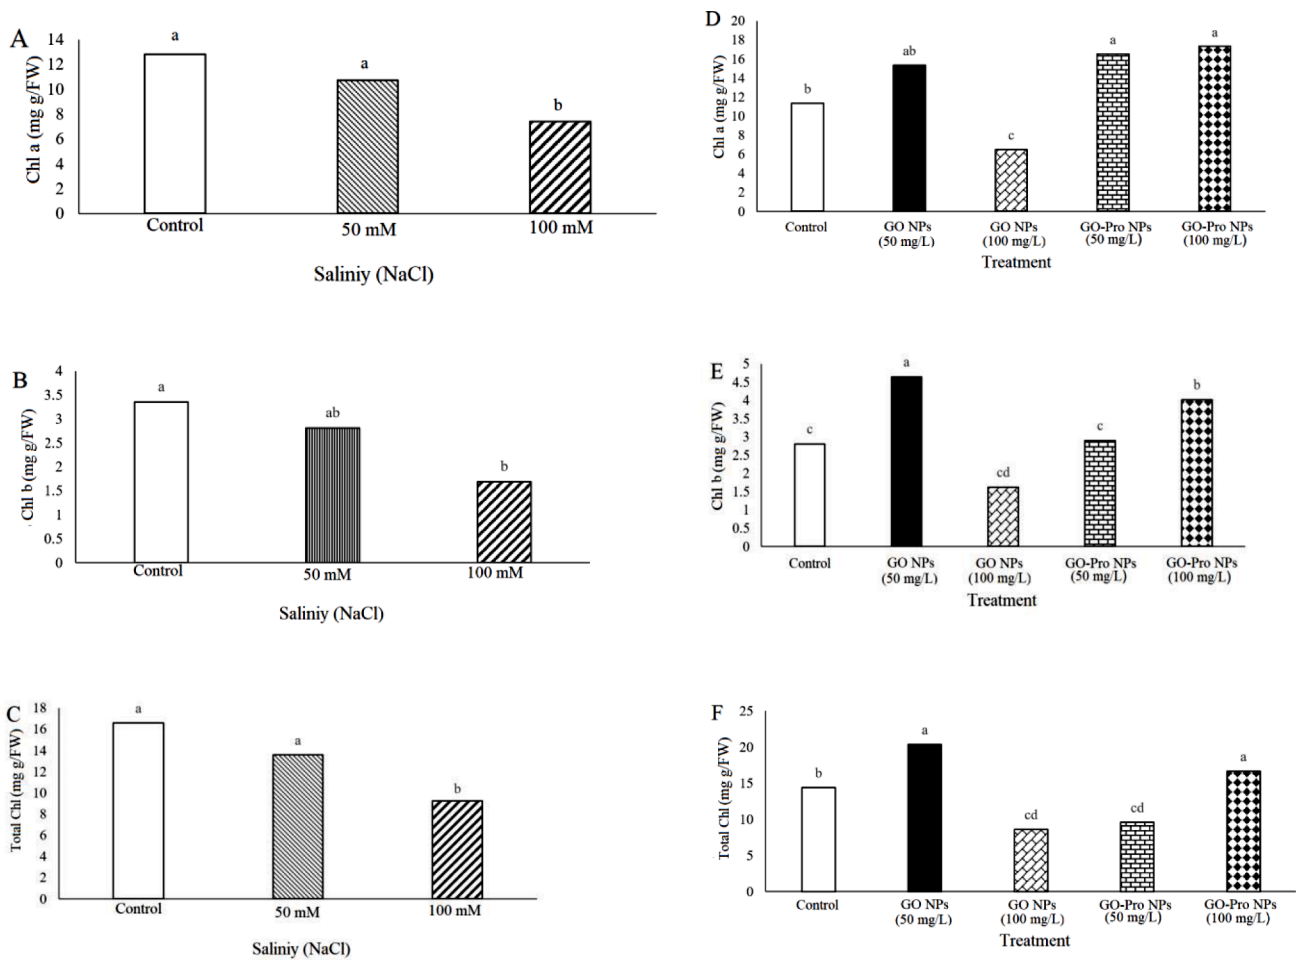 A
Chl a (mg g/FW)
14
12
10
8
6
4
2
0
a
a
b
Control
50 mM
100 mM
Saliniy (NaCl)
D
Chl a (mg g/FW)
20
18
16
14
12
10
8
6
4
2
0
b
ab
c
a
a
Control
GO NPs
(50 mg/L)
GO NPs
(100 mg/L)
GO-Pro NPs
(50 mg/L)
GO-Pro NPs
(100 mg/L)
Treatment
B
Chl b (mg g/FW)
4
3.5
3
2.5
2
1.5
1
0.5
0
a
ab
b
Control
50 mM
100 mM
Saliniy (NaCl)
E
Chl b (mg g/FW)
5
4.5
4
3.5
3
2.5
2
1.5
1
0.5
0
c
a
cd
c
b
Control
GO NPs
(50 mg/L)
GO NPs
(100 mg/L)
GO-Pro NPs
(50 mg/L)
GO-Pro NPs
(100 mg/L)
Treatment
C
Total Chl (mg g/FW)
18
16
14
12
10
8
6
4
2
0
a
a
b
Control
50 mM
100 mM
Saliniy (NaCl)
F
Total Chl (mg g/FW)
25
20
15
10
5
0
b
a
cd
cd
a
Control
GO NPs
(50 mg/L)
GO NPs
(100 mg/L)
GO-Pro NPs
(50 mg/L)
GO-Pro NPs
(100 mg/L)
Treatment